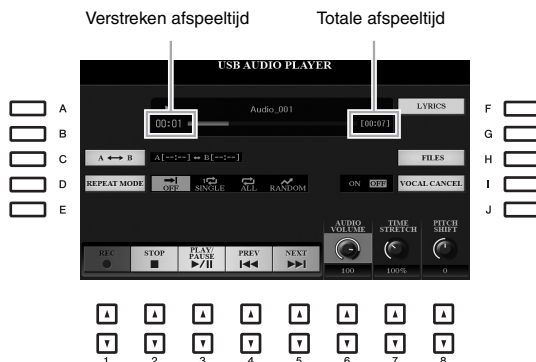 Verstreken afspeeltijd Totale afspeeltijd
USB AUDIO PLAYER
A Audio_001 LYRICS F
00:01 [00:07]
B G
C A ⟷ B A[--:--] ↔ B[--:--] FILES H
D REPEAT MODE OFF SINGLE ALL RANDOM ON OFF VOCAL CANCEL I
E J
AUDIO VOLUME TIME STRETCH PITCH SHIFT
REC STOP PLAY/PAUSE PREV NEXT
100 100% 0
1 2 3 4 5 6 7 8